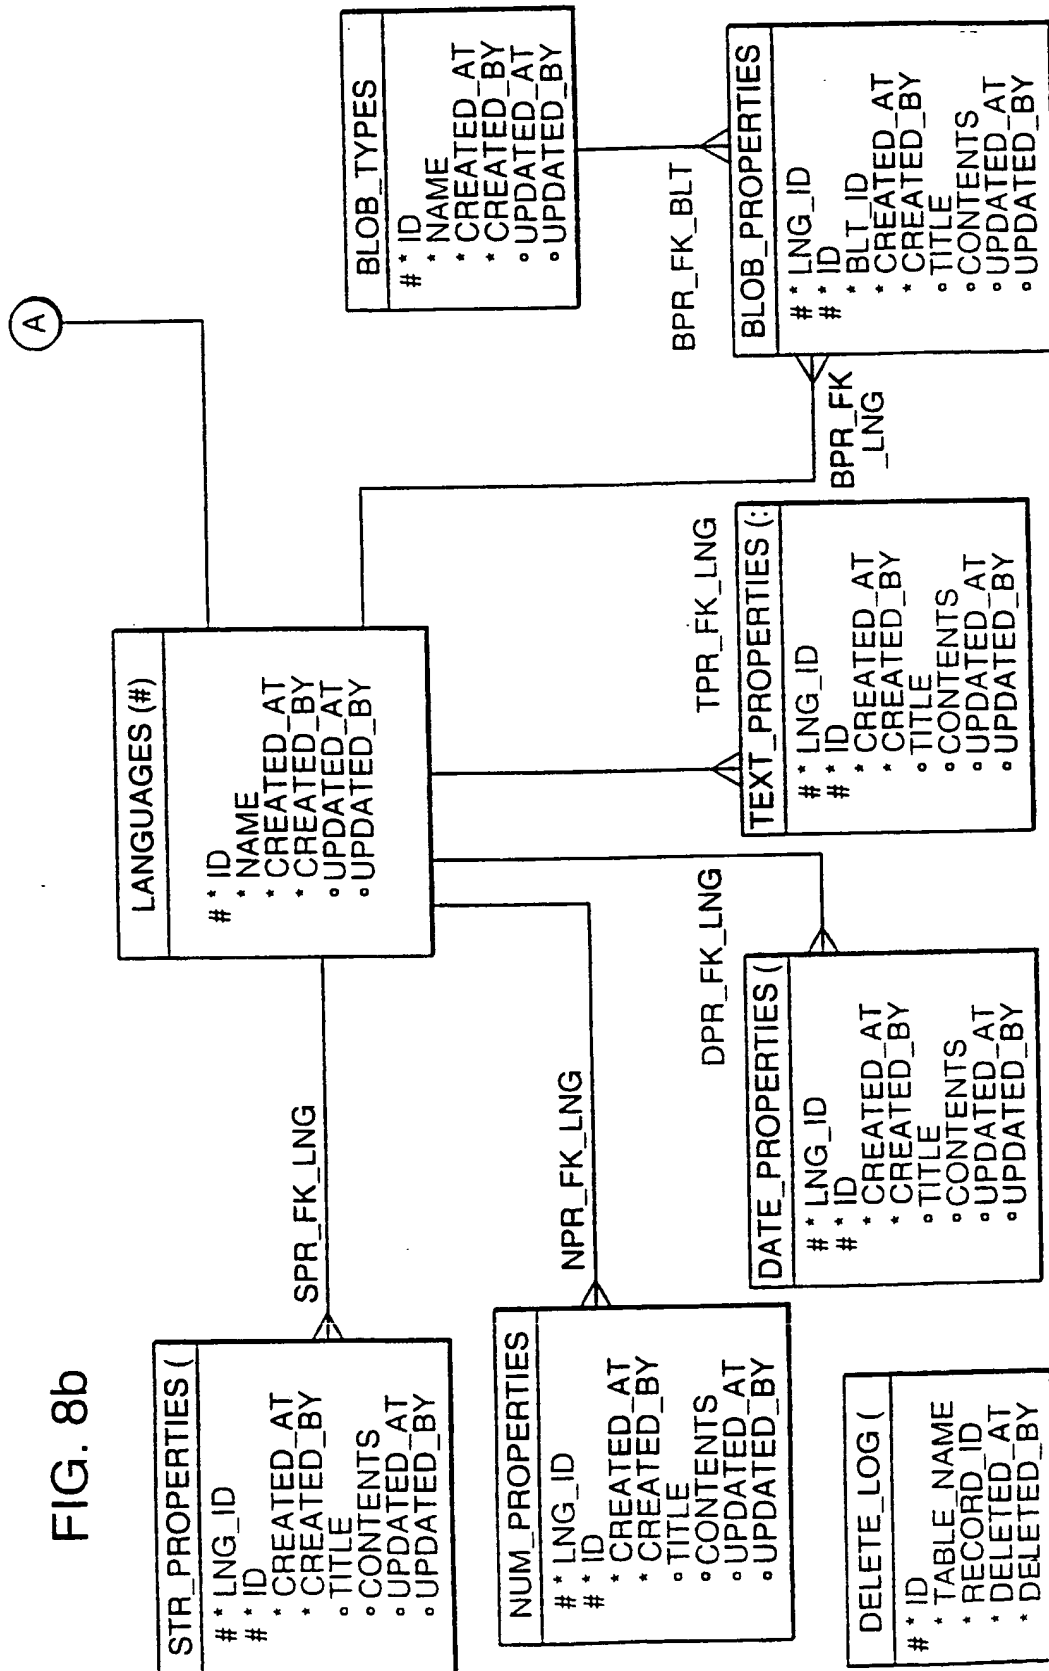 FIG. 8b
STR_PROPERTIES (
# * LNG_ID
# * ID
* CREATED_AT
* CREATED_BY
° TITLE
° CONTENTS
° UPDATED_AT
° UPDATED_BY
SPR_FK_LNG
LANGUAGES (#)
# * ID
* NAME
* CREATED_AT
* CREATED_BY
° UPDATED_AT
° UPDATED_BY
A
BLOB_TYPES
# * ID
* NAME
* CREATED_AT
* CREATED_BY
° UPDATED_AT
° UPDATED_BY
NUM_PROPERTIES
# * LNG_ID
# * ID
* CREATED_AT
* CREATED_BY
° TITLE
° CONTENTS
° UPDATED_AT
° UPDATED_BY
NPR_FK_LNG
DPR_FK_LNG
TPR_FK_LNG
BPR_FK
_LNG
BPR_FK_BLT
DELETE_LOG (
# * ID
* TABLE_NAME
* RECORD_ID
* DELETED_AT
* DELETED_BY
DATE_PROPERTIES (
# * LNG_ID
# * ID
* CREATED_AT
* CREATED_BY
° TITLE
° CONTENTS
° UPDATED_AT
° UPDATED_BY
TEXT_PROPERTIES (:
# * LNG_ID
# * ID
* CREATED_AT
* CREATED_BY
° TITLE
° CONTENTS
° UPDATED_AT
° UPDATED_BY
BLOB_PROPERTIES
# * LNG_ID
# * ID
* BLT_ID
* CREATED_AT
* CREATED_BY
° TITLE
° CONTENTS
° UPDATED_AT
° UPDATED_BY